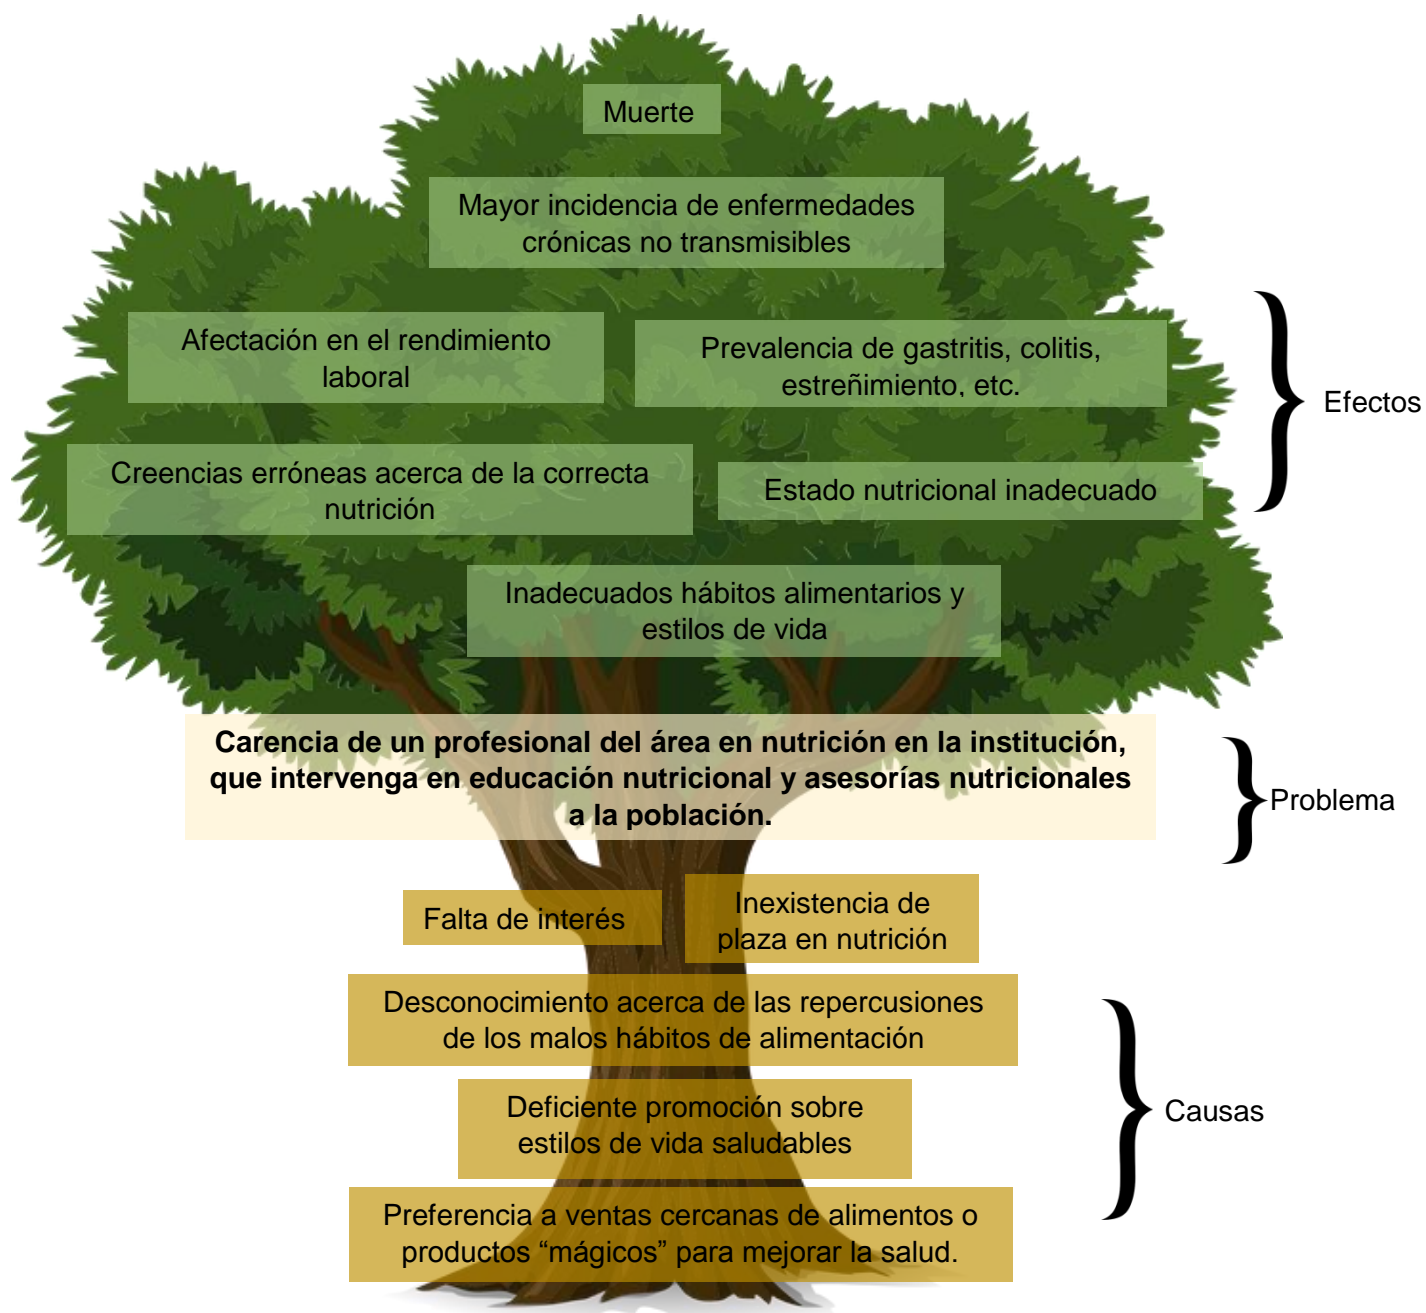 Muerte
Mayor incidencia de enfermedades
crónicas no transmisibles
Afectación en el rendimiento
laboral
Prevalencia de gastritis, colitis,
estreñimiento, etc.
Efectos
Creencias erróneas acerca de la correcta
nutrición
Estado nutricional inadecuado
Inadecuados hábitos alimentarios y
estilos de vida
Carencia de un profesional del área en nutrición en la institución,
que intervenga en educación nutricional y asesorías nutricionales
a la población.
Problema
Falta de interés
Inexistencia de
plaza en nutrición
Desconocimiento acerca de las repercusiones
de los malos hábitos de alimentación
Deficiente promoción sobre
estilos de vida saludables
Causas
Preferencia a ventas cercanas de alimentos o
productos “mágicos” para mejorar la salud.